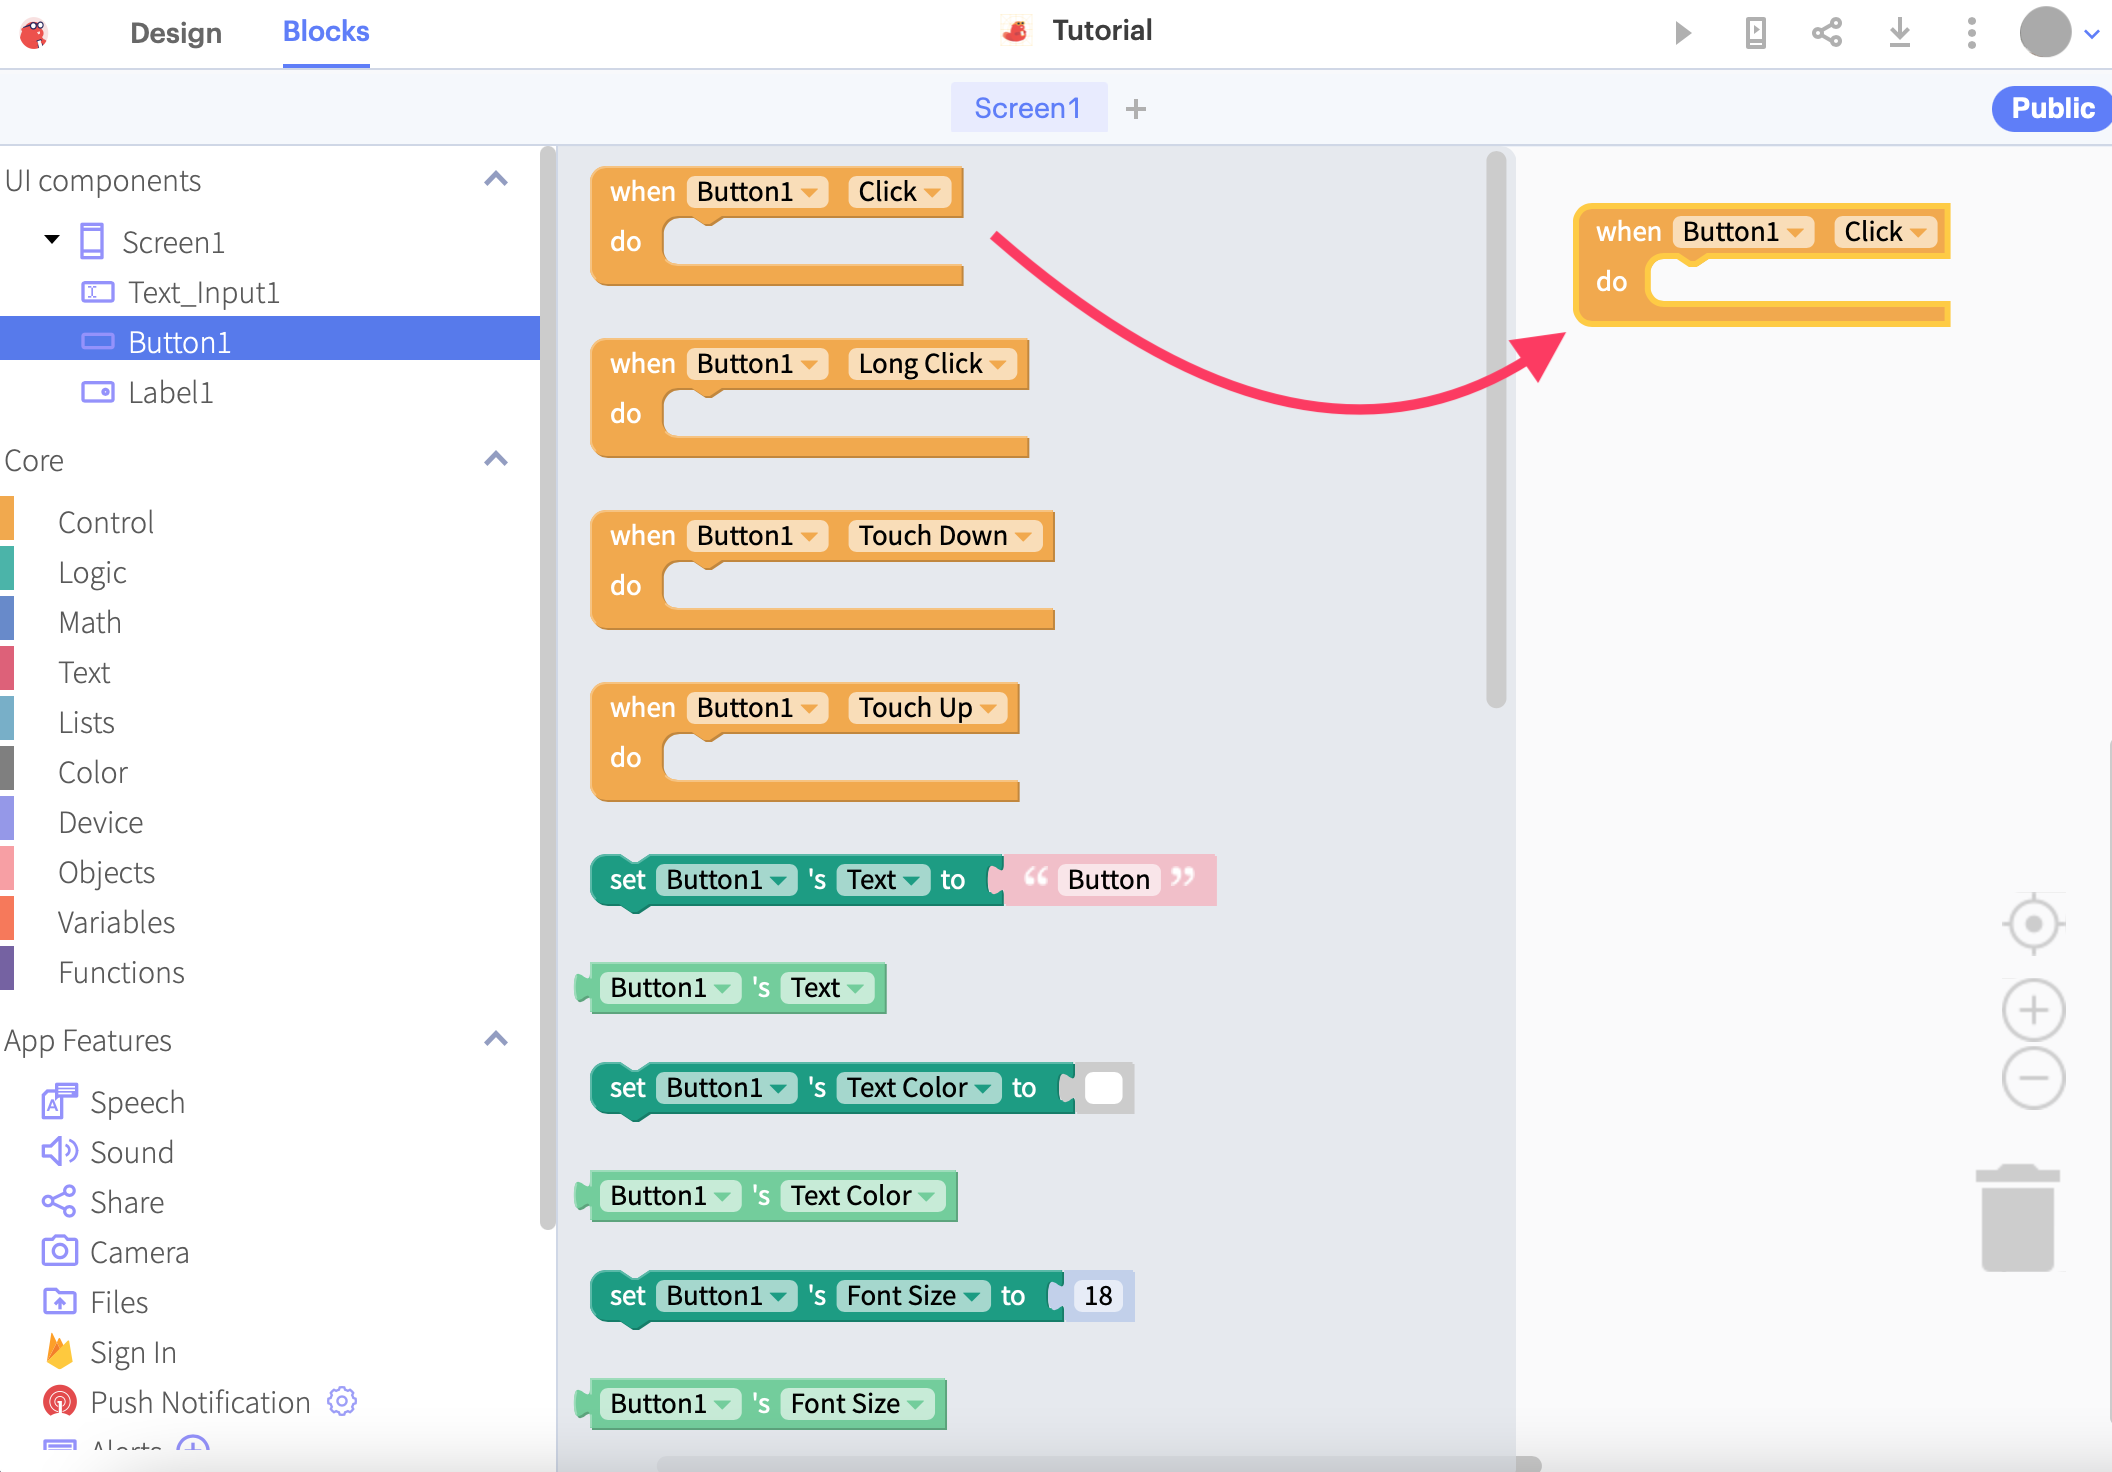 Design Blocks Tutorial
Screen1 +
Public
UI components
Screen1
Text_Input1
Button1
Label1
Core
Control
Logic
Math
Text
Lists
Color
Device
Objects
Variables
Functions
App Features
Speech
Sound
Share
Camera
Files
Sign In
Push Notification
Alerts
when Button1 Click
do
when Button1 Long Click
do
when Button1 Touch Down
do
when Button1 Touch Up
do
set Button1 's Text to “ Button ”
Button1 's Text
set Button1 's Text Color to
Button1 's Text Color
set Button1 's Font Size to 18
Button1 's Font Size
when Button1 Click
do